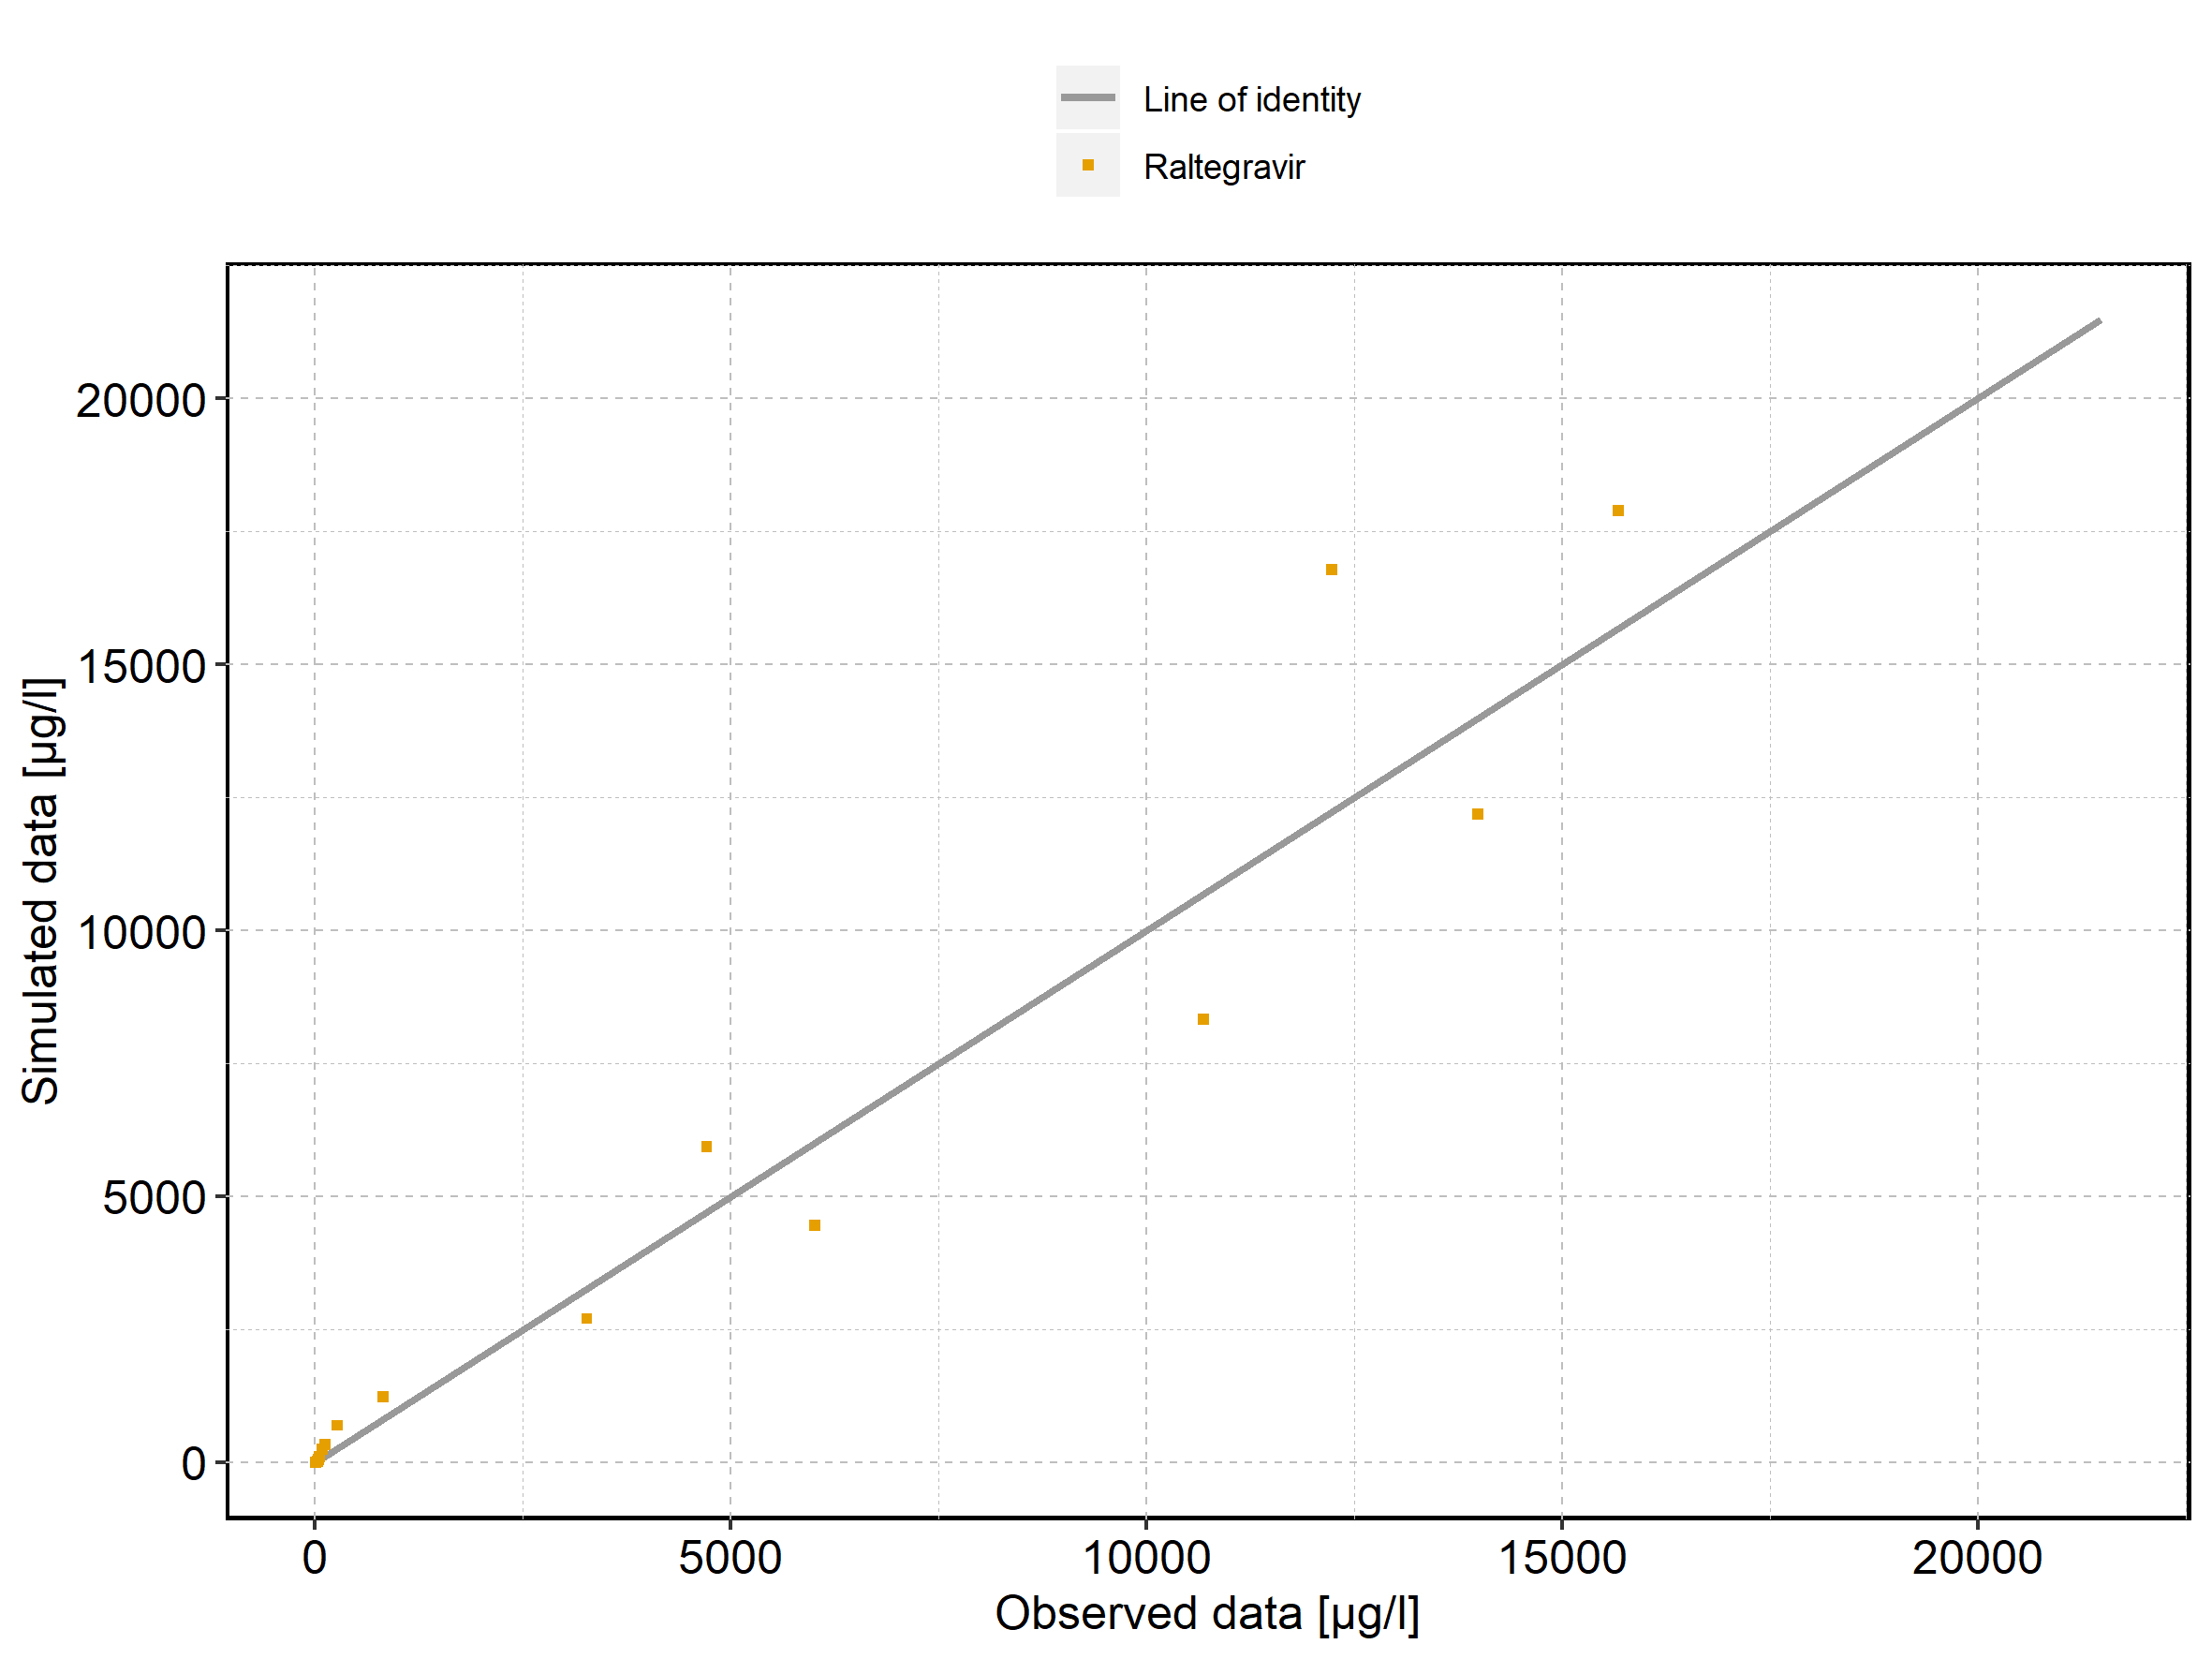 Line of identity
Raltegravir
20000
15000
10000
5000
0
Simulated data [µg/l]
0 5000 10000 15000 20000
Observed data [µg/l]